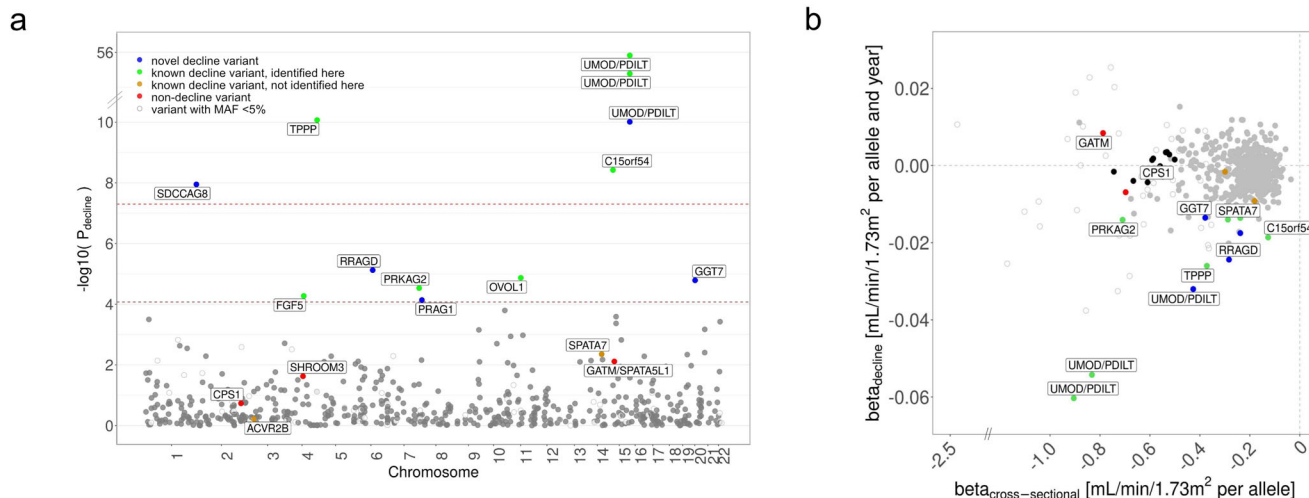 a
56
novel decline variant
known decline variant, identified here
known decline variant, not identified here
non-decline variant
variant with MAF <5%
UMOD/PDILT
UMOD/PDILT
UMOD/PDILT
TPPP
C15orf54
SDCCAG8
RRAGD
PRKAG2
OVOL1
GGT7
FGF5
PRAG1
SPATA7
SHROOM3
GATM/SPATA5L1
CPS1
ACVR2B
10
8
6
4
2
0
-log10( P_decline )
1
2
3
4
5
6
7
8
9
10
11
12
13
14
15
16
17
18
19
20
21
22
Chromosome
b
0.02
0.00
-0.02
-0.04
-0.06
beta_decline [mL/min/1.73m² per allele and year]
GATM
CPS1
GGT7
SPATA7
PRKAG2
C15orf54
RRAGD
TPPP
UMOD/PDILT
UMOD/PDILT
UMOD/PDILT
-2.5
-1.0
-0.8
-0.6
-0.4
-0.2
0
beta_cross−sectional [mL/min/1.73m² per allele]